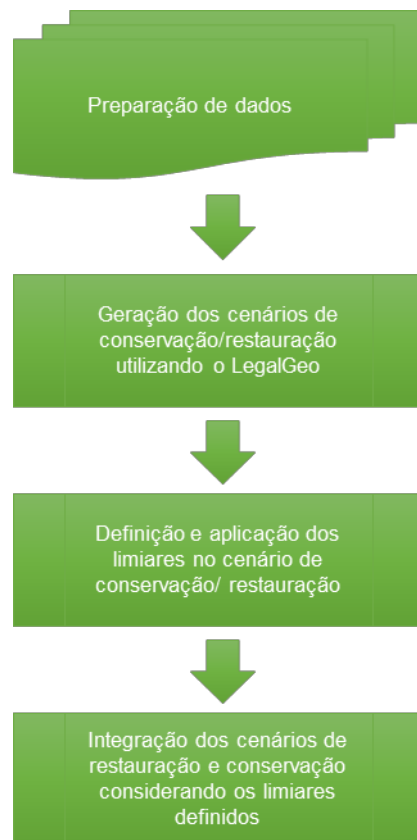 Preparação de dados
Geração dos cenários de
conservação/restauração
utilizando o LegalGeo
Definição e aplicação dos
limiares no cenário de
conservação/ restauração
Integração dos cenários de
restauração e conservação
considerando os limiares
definidos